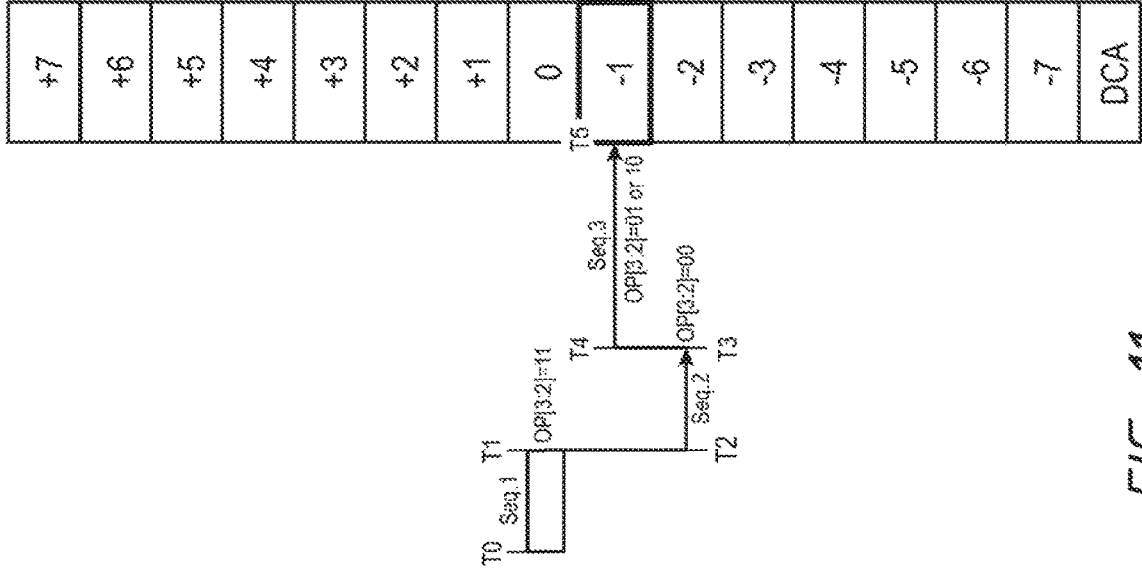 +7
+6
+5
+4
+3
+2
+1
0
-1
-2
-3
-4
-5
-6
-7
DCA
T0
Seq.1
T1
OP[3:2]=11
T2
Seq.2
T3
OP[3:2]=00
T4
Seq.3
OP[3:2]=01 or 10
T5
FIG.